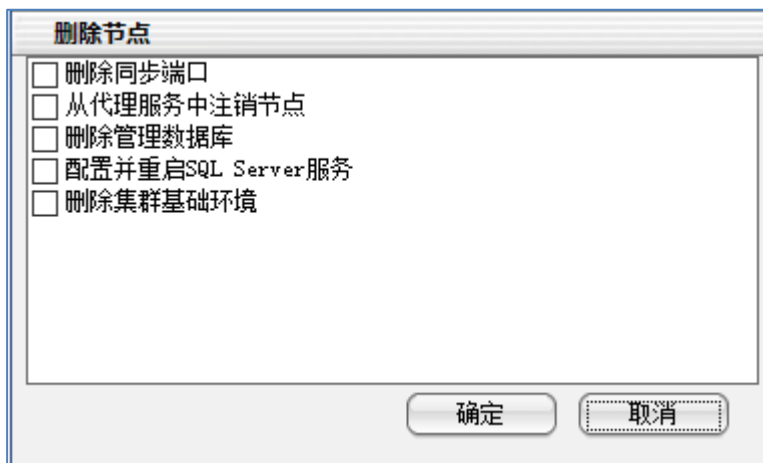 删除节点
删除同步端口
从代理服务中注销节点
删除管理数据库
配置并重启SQL Server服务
删除集群基础环境
确定
取消